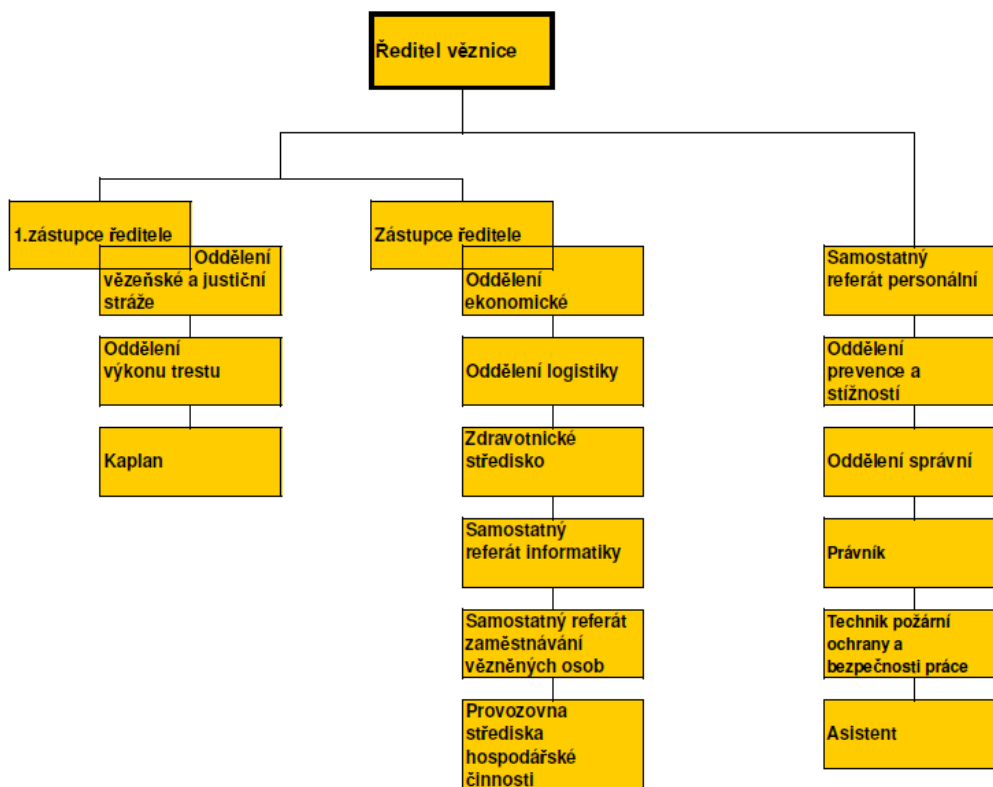 Ředitel věznice
1.zástupce ředitele
Oddělení
vězeňské a justiční
stráže
Oddělení
výkonu trestu
Kaplan
Zástupce ředitele
Oddělení
ekonomické
Oddělení logistiky
Zdravotnické
středisko
Samostatný
referát informatiky
Samostatný referát
zaměstnávání
vězněných osob
Provozovna
střediska
hospodářské
činnosti
Samostatný
referát personální
Oddělení
prevence a
stížností
Oddělení správní
Právník
Technik požární
ochrany a
bezpečnosti práce
Asistent